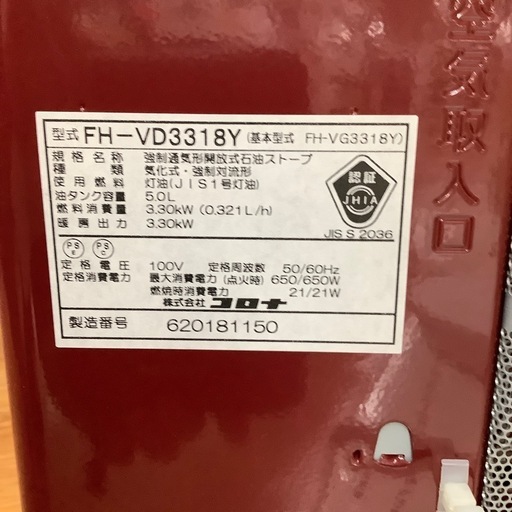 空気取入口
型式 FH-VD3318Y (基本型式 FH-VG3318Y)
規格名称 強制通気形開放式石油ストーブ
種類 気化式・強制対流形
使用燃料 灯油(JIS1号灯油)
油タンク容量 5.0L
燃料消費量 3.30kW (0.321L/h)
暖房出力 3.30kW
認証
JHIA
JIS S 2036
PS
E
PS
C
定格電圧 100V 定格周波数 50/60Hz
定格消費電力 最大消費電力(点火時) 650/650W
燃焼時消費電力 21/21W
株式会社 コロナ
製造番号 620181150